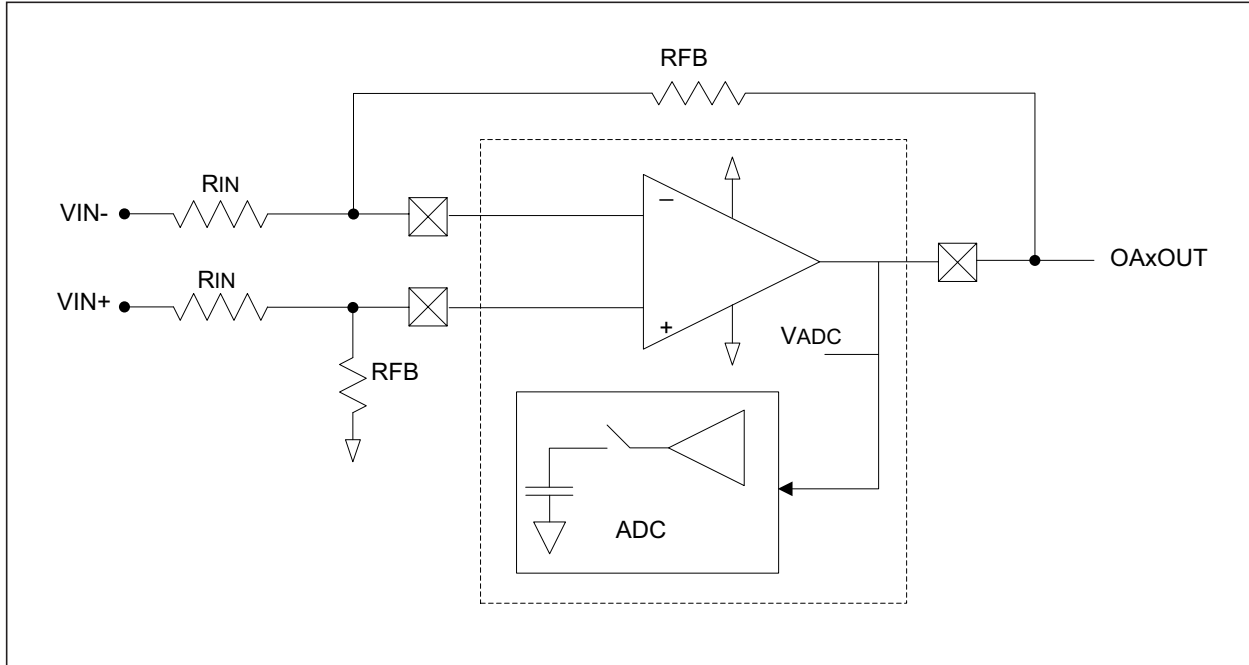 RFB
RIN
VIN-
−
OAxOUT
RIN
VIN+
+
VADC
RFB
ADC